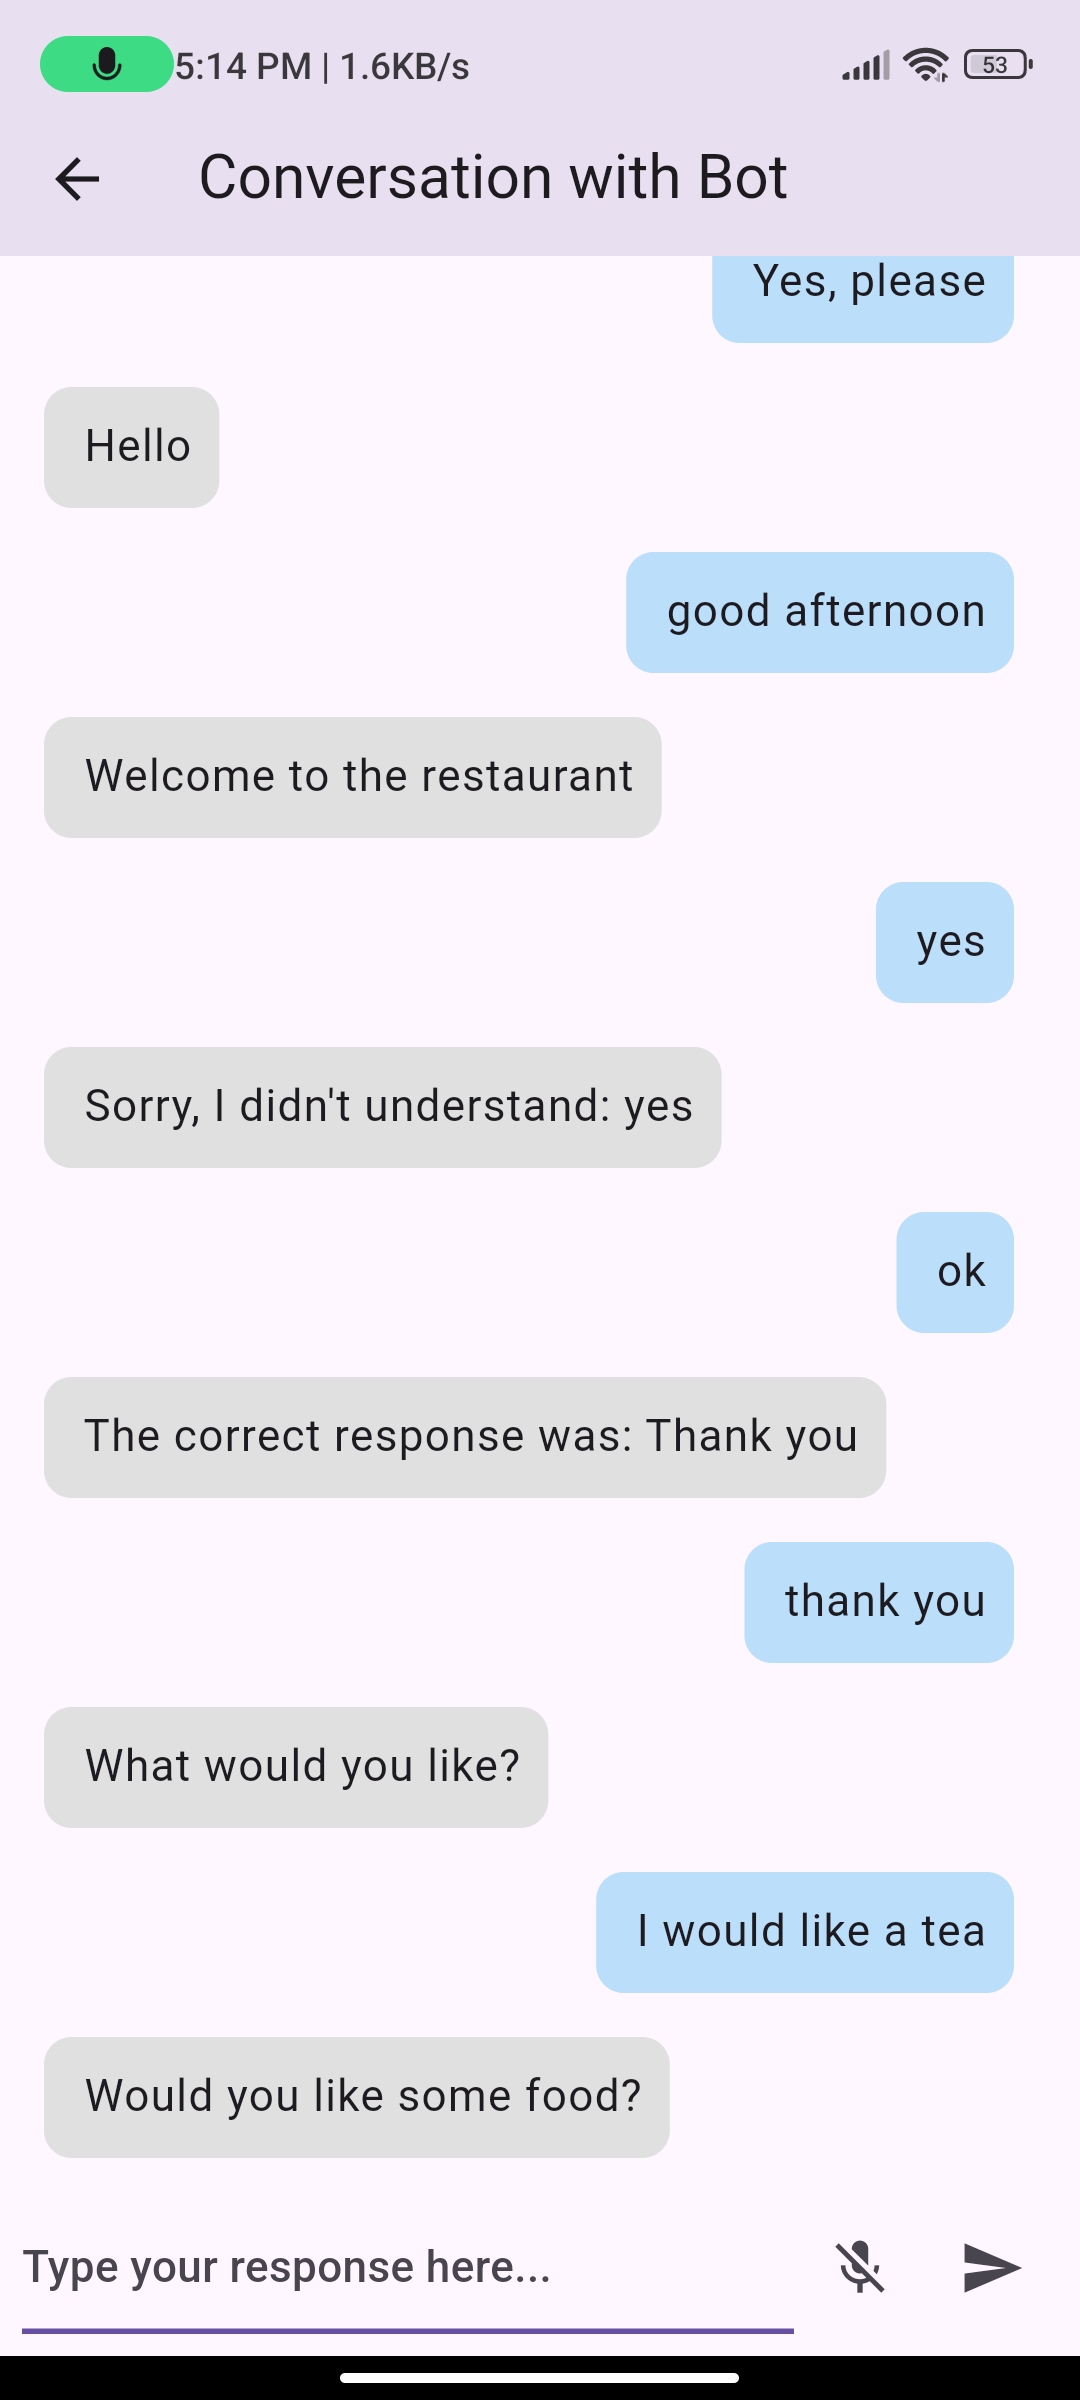 5:14 PM | 1.6KB/s 53
Conversation with Bot
Yes, please
Hello
good afternoon
Welcome to the restaurant
yes
Sorry, I didn't understand: yes
ok
The correct response was: Thank you
thank you
What would you like?
I would like a tea
Would you like some food?
Type your response here...